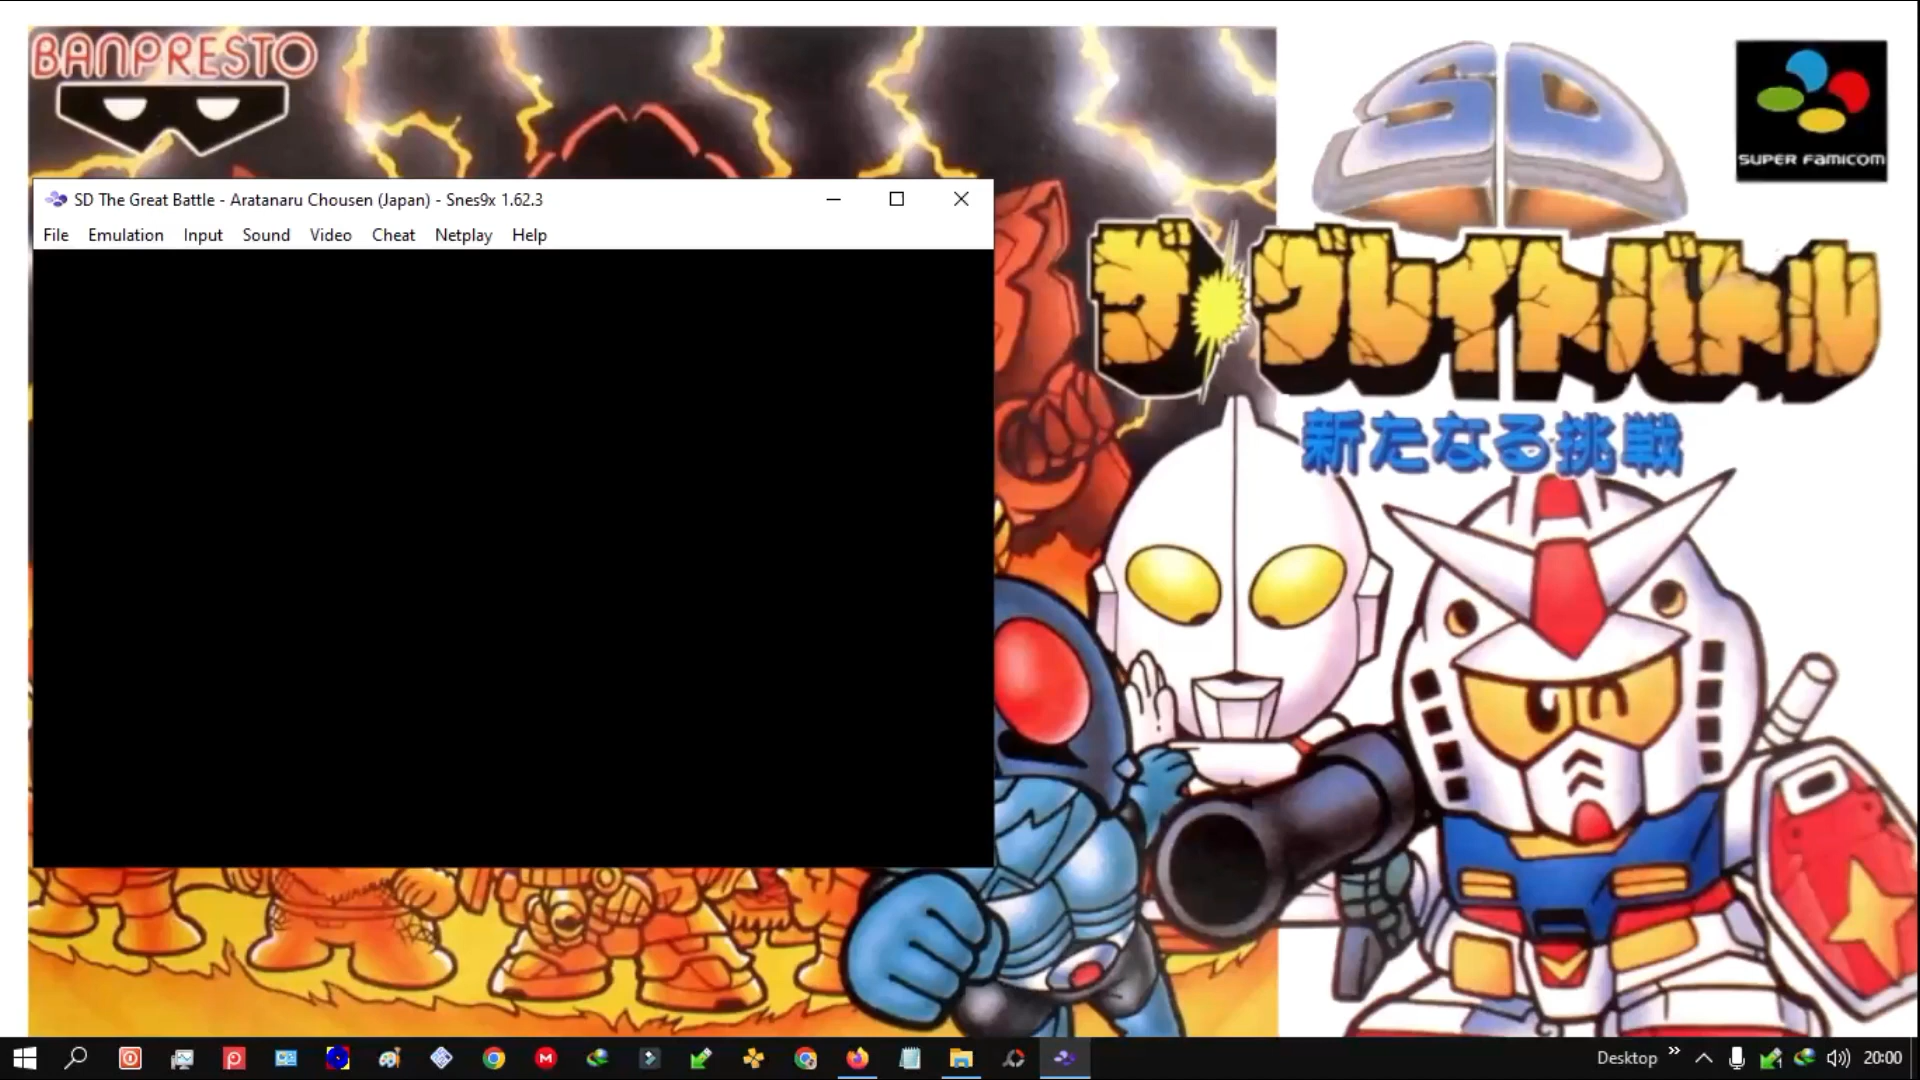 BANPRESTO
SD
SUPER FAMICOM
SD The Great Battle - Aratanaru Chousen (Japan) - Snes9x 1.62.3
File Emulation Input Sound Video Cheat Netplay Help
ザ・グレイトバトル
新たなる挑戦
Desktop
20:00